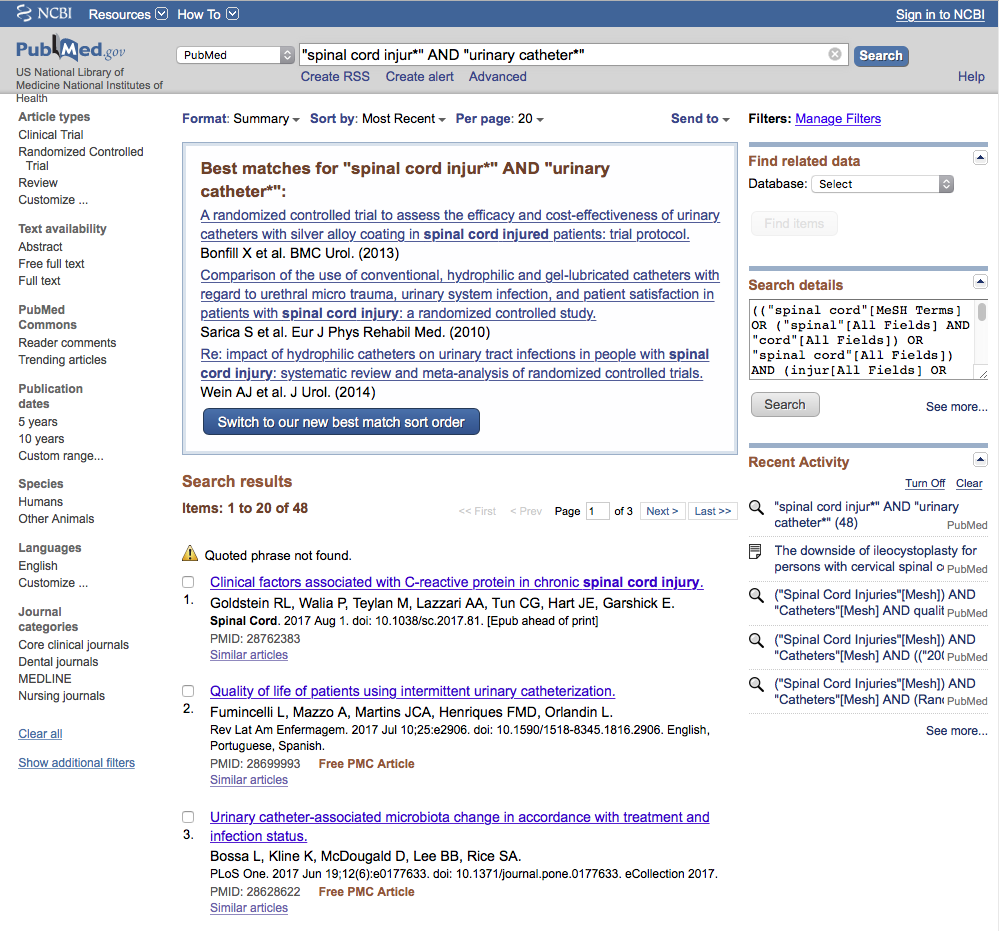 NCBI Resources How To Sign in to NCBI
PubMed.gov
US National Library of
Medicine National Institutes of
Health
PubMed
"spinal cord injur*" AND "urinary catheter*"
Search
Create RSS Create alert Advanced
Help
Article types
Clinical Trial
Randomized Controlled
Trial
Review
Customize ...
Text availability
Abstract
Free full text
Full text
PubMed
Commons
Reader comments
Trending articles
Publication
dates
5 years
10 years
Custom range...
Species
Humans
Other Animals
Languages
English
Customize ...
Journal
categories
Core clinical journals
Dental journals
MEDLINE
Nursing journals
Clear all
Show additional filters
Format: Summary Sort by: Most Recent Per page: 20 Send to
Best matches for "spinal cord injur*" AND "urinary
catheter*":
A randomized controlled trial to assess the efficacy and cost-effectiveness of urinary
catheters with silver alloy coating in spinal cord injured patients: trial protocol.
Bonfill X et al. BMC Urol. (2013)
Comparison of the use of conventional, hydrophilic and gel-lubricated catheters with
regard to urethral micro trauma, urinary system infection, and patient satisfaction in
patients with spinal cord injury: a randomized controlled study.
Sarica S et al. Eur J Phys Rehabil Med. (2010)
Re: impact of hydrophilic catheters on urinary tract infections in people with spinal
cord injury: systematic review and meta-analysis of randomized controlled trials.
Wein AJ et al. J Urol. (2014)
Switch to our new best match sort order
Search results
Items: 1 to 20 of 48
<< First < Prev Page 1 of 3 Next > Last >>
Quoted phrase not found.
Clinical factors associated with C-reactive protein in chronic spinal cord injury.
1. Goldstein RL, Walia P, Teylan M, Lazzari AA, Tun CG, Hart JE, Garshick E.
Spinal Cord. 2017 Aug 1. doi: 10.1038/sc.2017.81. [Epub ahead of print]
PMID: 28762383
Similar articles
Quality of life of patients using intermittent urinary catheterization.
2. Fumincelli L, Mazzo A, Martins JCA, Henriques FMD, Orlandin L.
Rev Lat Am Enfermagem. 2017 Jul 10;25:e2906. doi: 10.1590/1518-8345.1816.2906. English,
Portuguese, Spanish.
PMID: 28699993 Free PMC Article
Similar articles
Urinary catheter-associated microbiota change in accordance with treatment and
3. infection status.
Bossa L, Kline K, McDougald D, Lee BB, Rice SA.
PLoS One. 2017 Jun 19;12(6):e0177633. doi: 10.1371/journal.pone.0177633. eCollection 2017.
PMID: 28628622 Free PMC Article
Similar articles
Filters: Manage Filters
Find related data
Database: Select
Find items
Search details
(("spinal cord"[MeSH Terms]
OR ("spinal"[All Fields] AND
"cord"[All Fields]) OR
"spinal cord"[All Fields])
AND (injur[All Fields] OR
Search
See more...
Recent Activity
Turn Off Clear
"spinal cord injur*" AND "urinary
catheter*" (48) PubMed
The downside of ileocystoplasty for
persons with cervical spinal c PubMed
("Spinal Cord Injuries"[Mesh]) AND
"Catheters"[Mesh] AND qualit PubMed
("Spinal Cord Injuries"[Mesh]) AND
"Catheters"[Mesh] AND (("200 PubMed
("Spinal Cord Injuries"[Mesh]) AND
"Catheters"[Mesh] AND (Ran PubMed
See more...